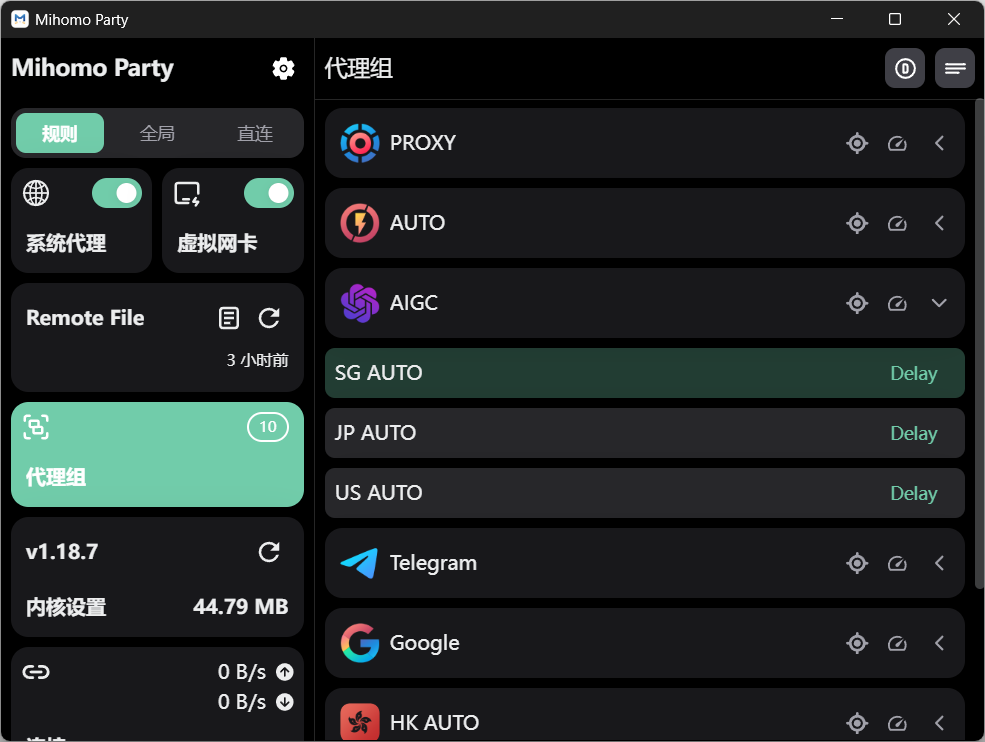 Mihomo Party
Mihomo Party
规则 全局 直连
系统代理 虚拟网卡
Remote File
3 小时前
10
代理组
v1.18.7
内核设置 44.79 MB
0 B/s
0 B/s
代理组
PROXY
AUTO
AIGC
SG AUTO Delay
JP AUTO Delay
US AUTO Delay
Telegram
Google
HK AUTO